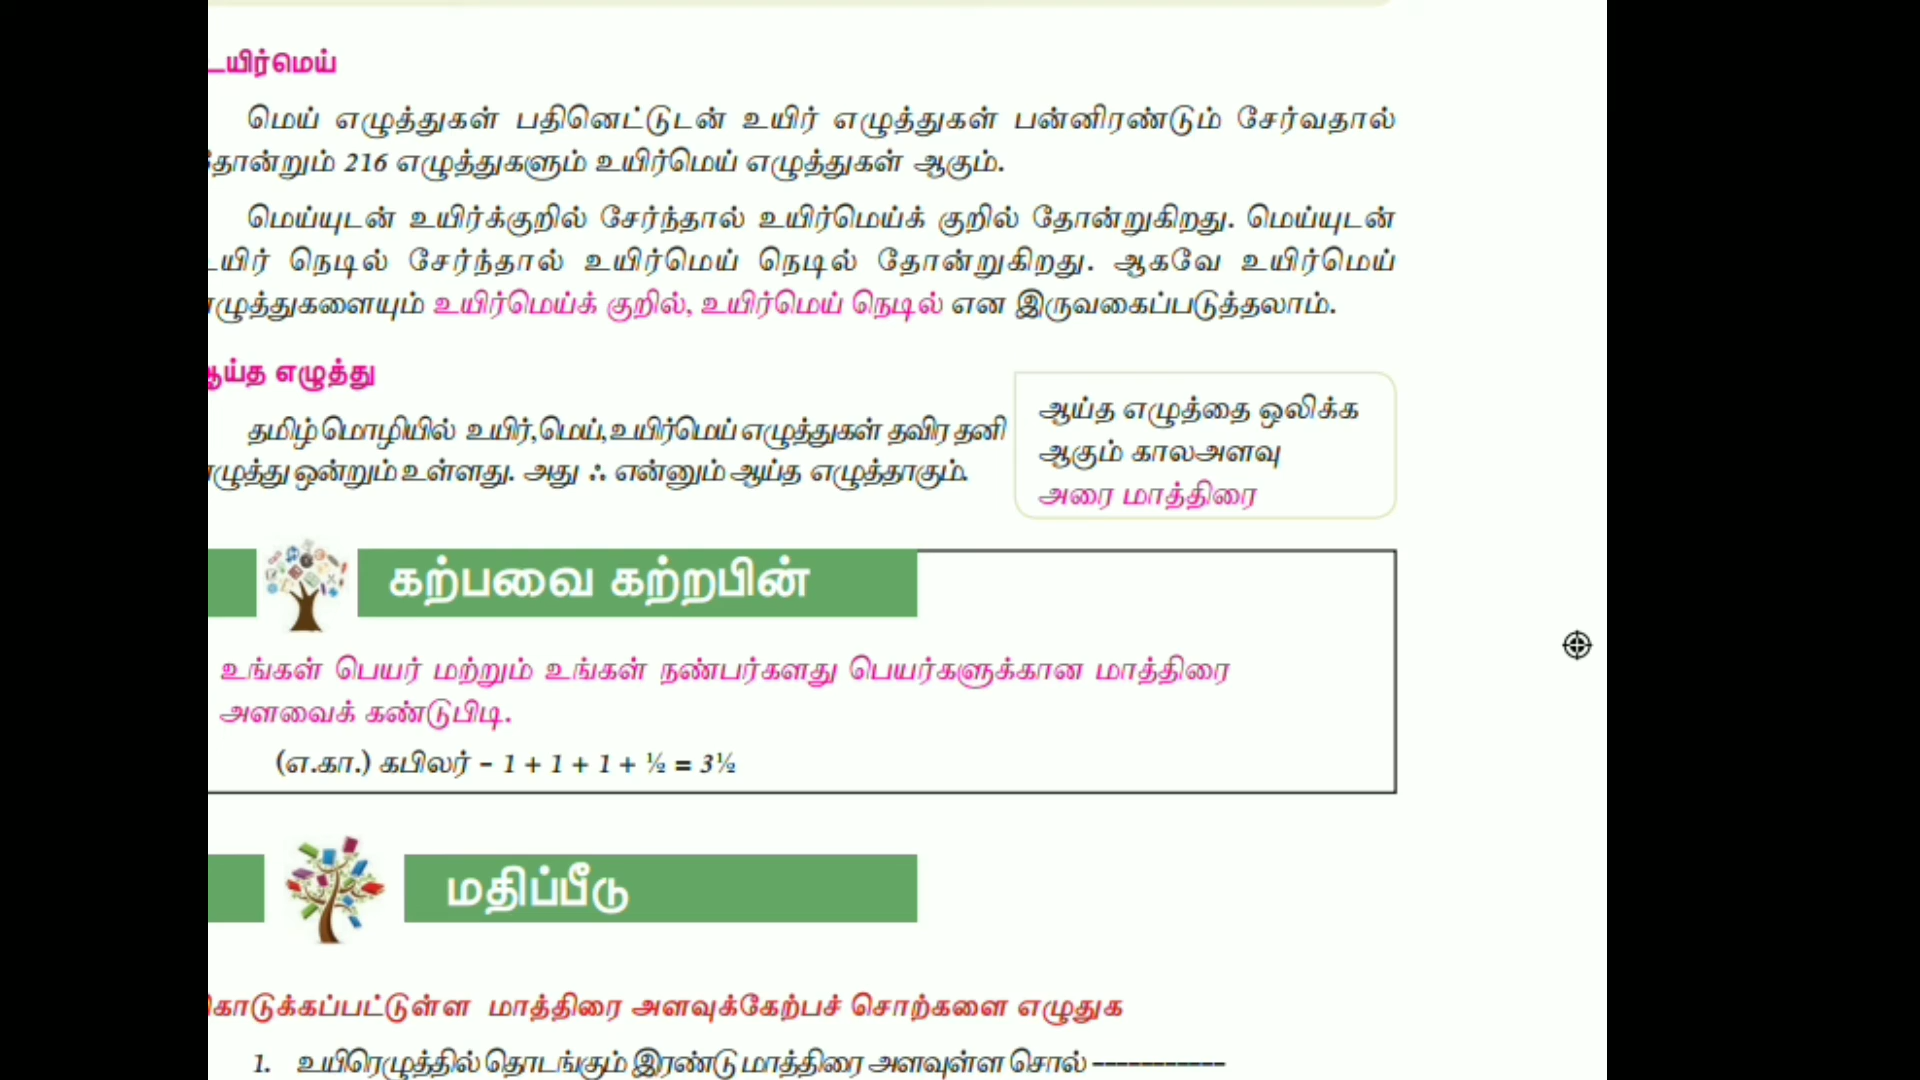 உயிர்மெய்
மெய் எழுத்துகள் பதினெட்டுடன் உயிர் எழுத்துகள் பன்னிரண்டும் சேர்வதால்
தோன்றும் 216 எழுத்துகளும் உயிர்மெய் எழுத்துகள் ஆகும்.
மெய்யுடன் உயிர்க்குறில் சேர்ந்தால் உயிர்மெய்க் குறில் தோன்றுகிறது. மெய்யுடன்
உயிர் நெடில் சேர்ந்தால் உயிர்மெய் நெடில் தோன்றுகிறது. ஆகவே உயிர்மெய்
எழுத்துகளையும் உயிர்மெய்க் குறில், உயிர்மெய் நெடில் என இருவகைப்படுத்தலாம்.
ஆய்த எழுத்து
தமிழ் மொழியில் உயிர்,மெய்,உயிர்மெய் எழுத்துகள் தவிர தனி
எழுத்து ஒன்றும் உள்ளது. அது ஃ என்னும் ஆய்த எழுத்தாகும்.
ஆய்த எழுத்தை ஒலிக்க
ஆகும் காலஅளவு
அரை மாத்திரை
கற்பவை கற்றபின்
உங்கள் பெயர் மற்றும் உங்கள் நண்பர்களது பெயர்களுக்கான மாத்திரை
அளவைக் கண்டுபிடி.
(எ.கா.) கபிலர் – 1 + 1 + 1 + ½ = 3½
மதிப்பீடு
கொடுக்கப்பட்டுள்ள மாத்திரை அளவுக்கேற்பச் சொற்களை எழுதுக
1. உயிரெழுத்தில் தொடங்கும் இரண்டு மாத்திரை அளவுள்ள சொல் -----------